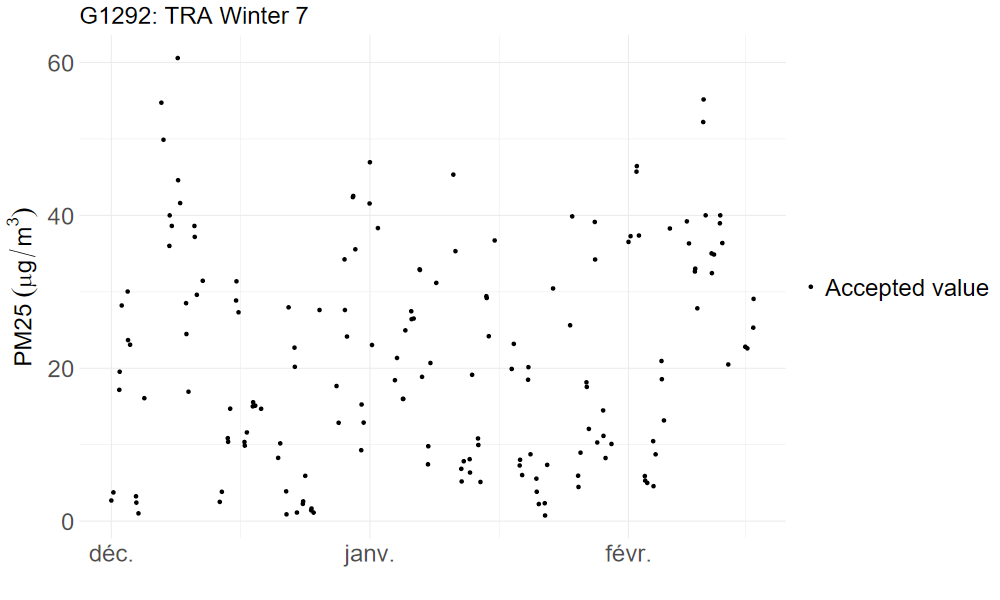 G1292: TRA Winter 7
PM25 (μg/m³)
60
40
20
0
déc.
janv.
févr.
Accepted value